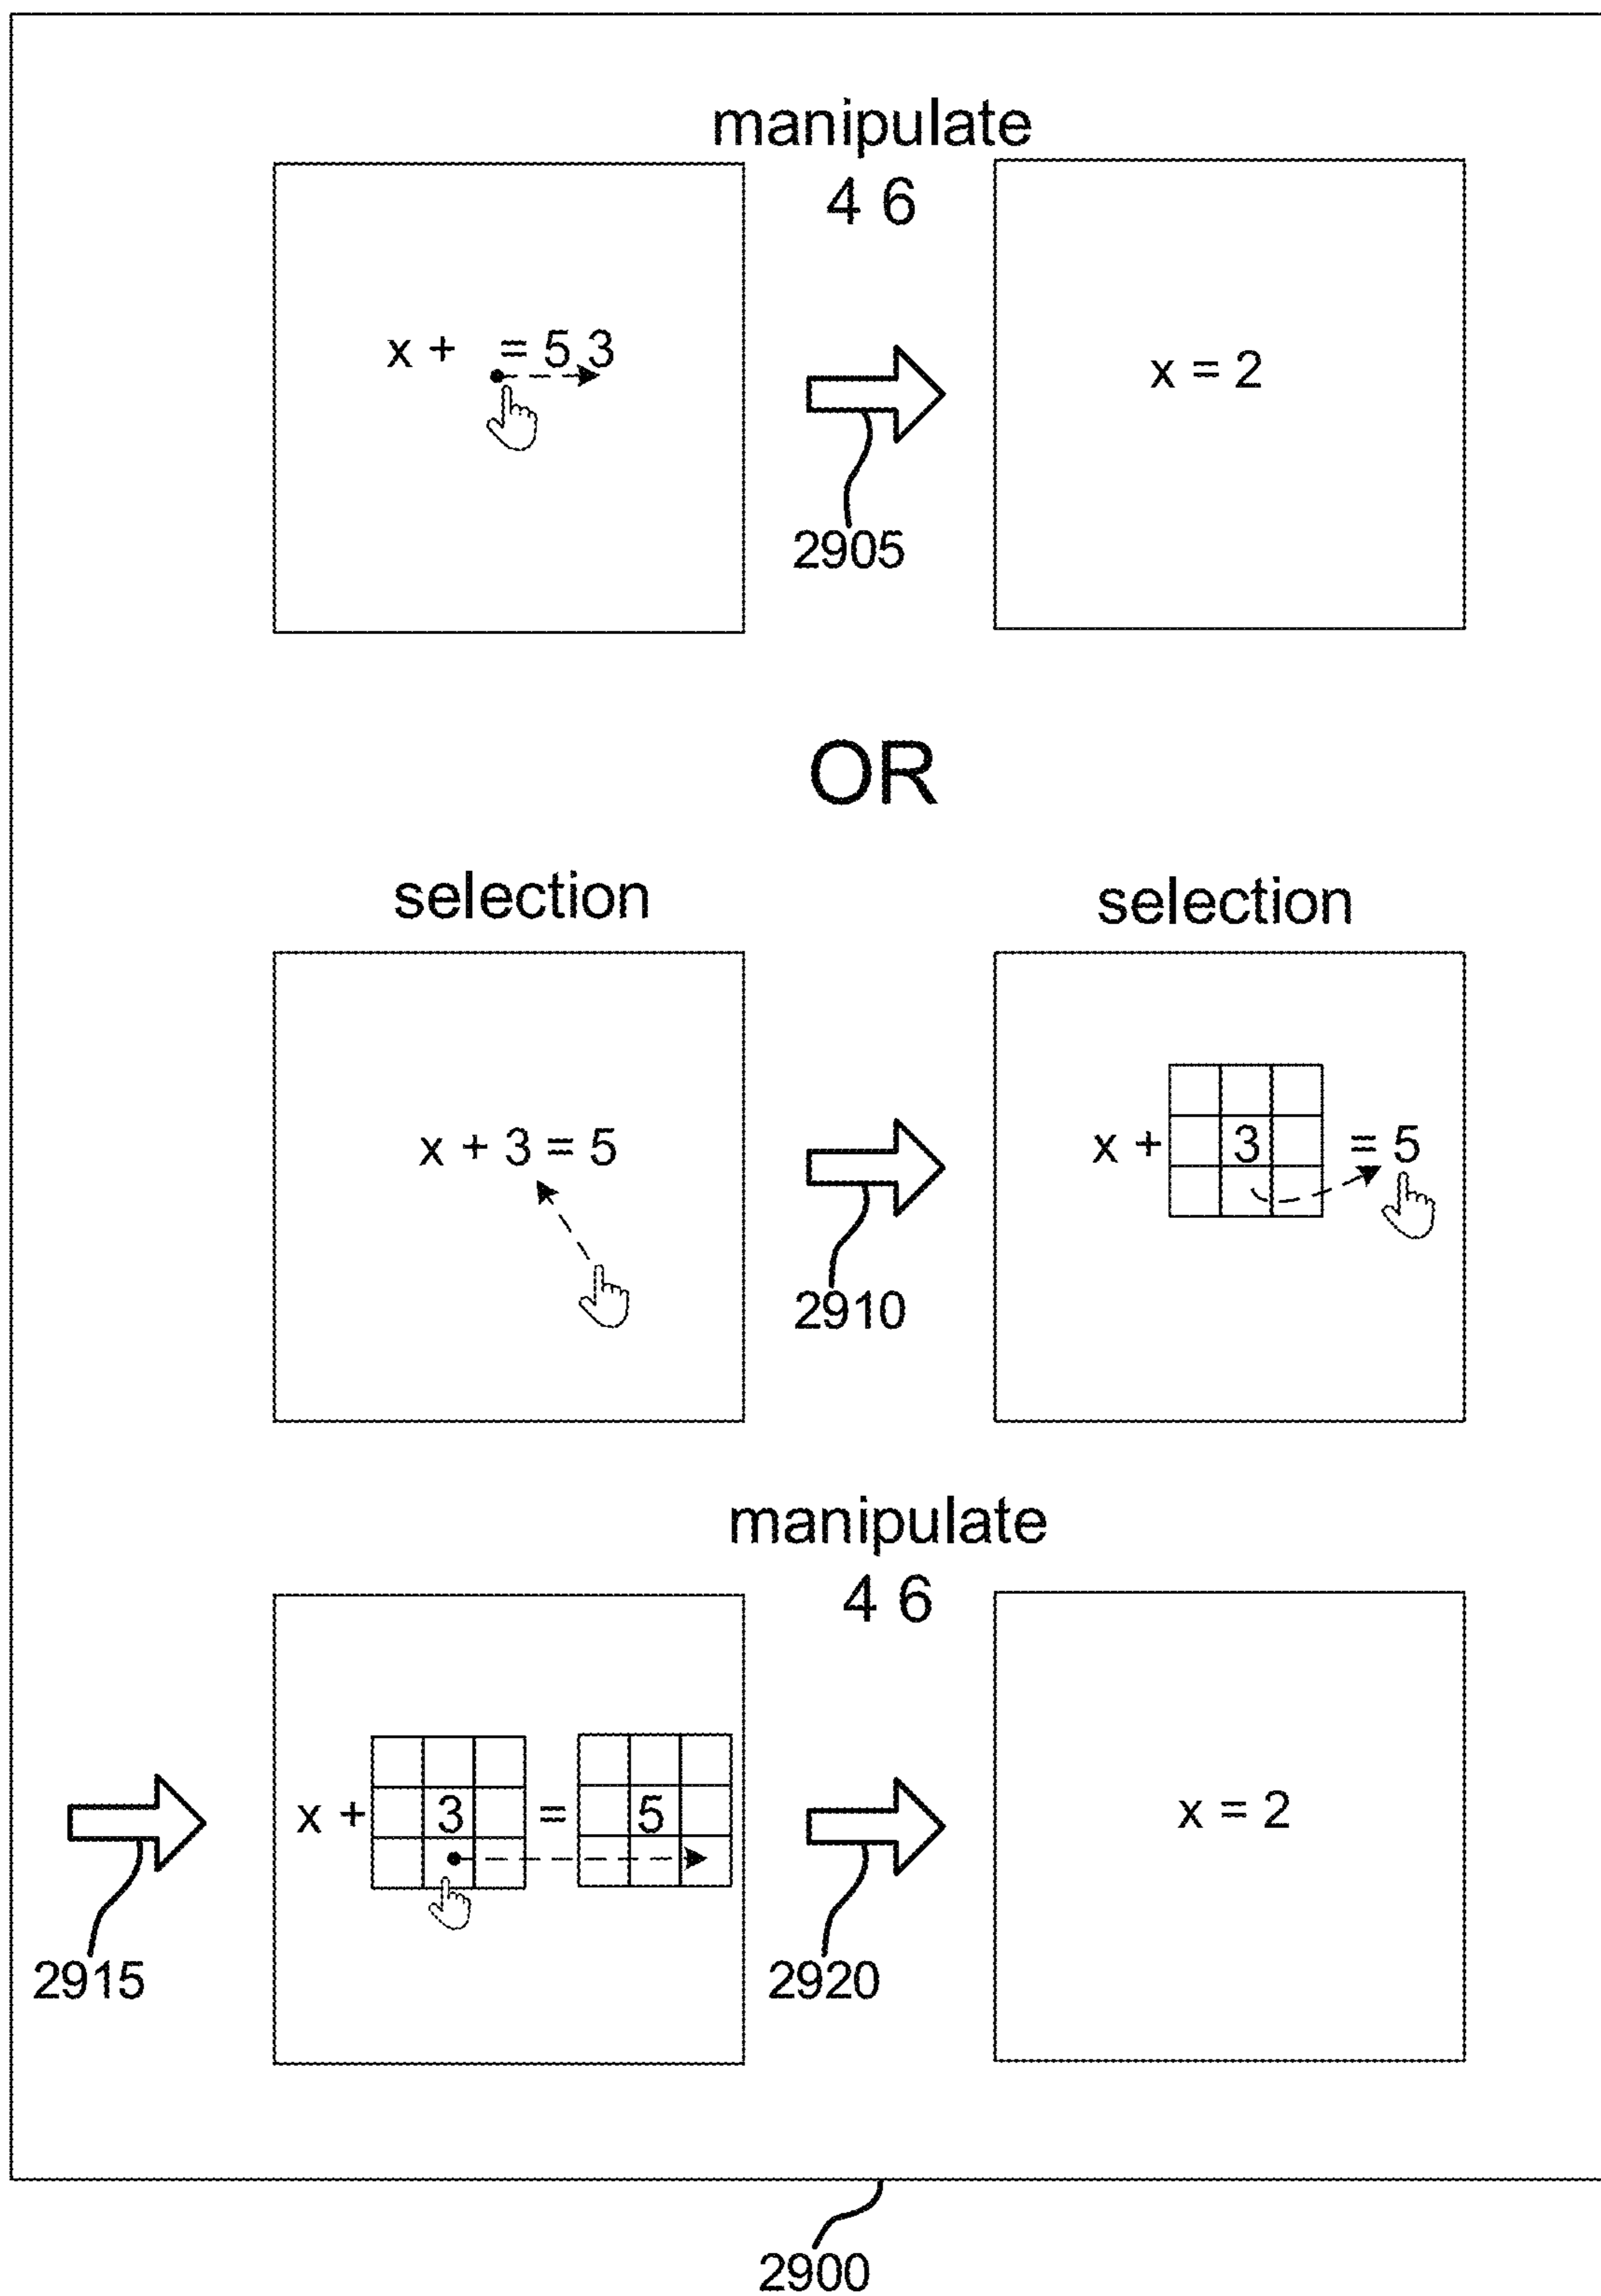 manipulate
4 6
x + = 5 3
x = 2
2905
OR
selection
selection
x + 3 = 5
x + 3 = 5
2910
manipulate
4 6
x + 3 = 5
x = 2
2915
2920
2900